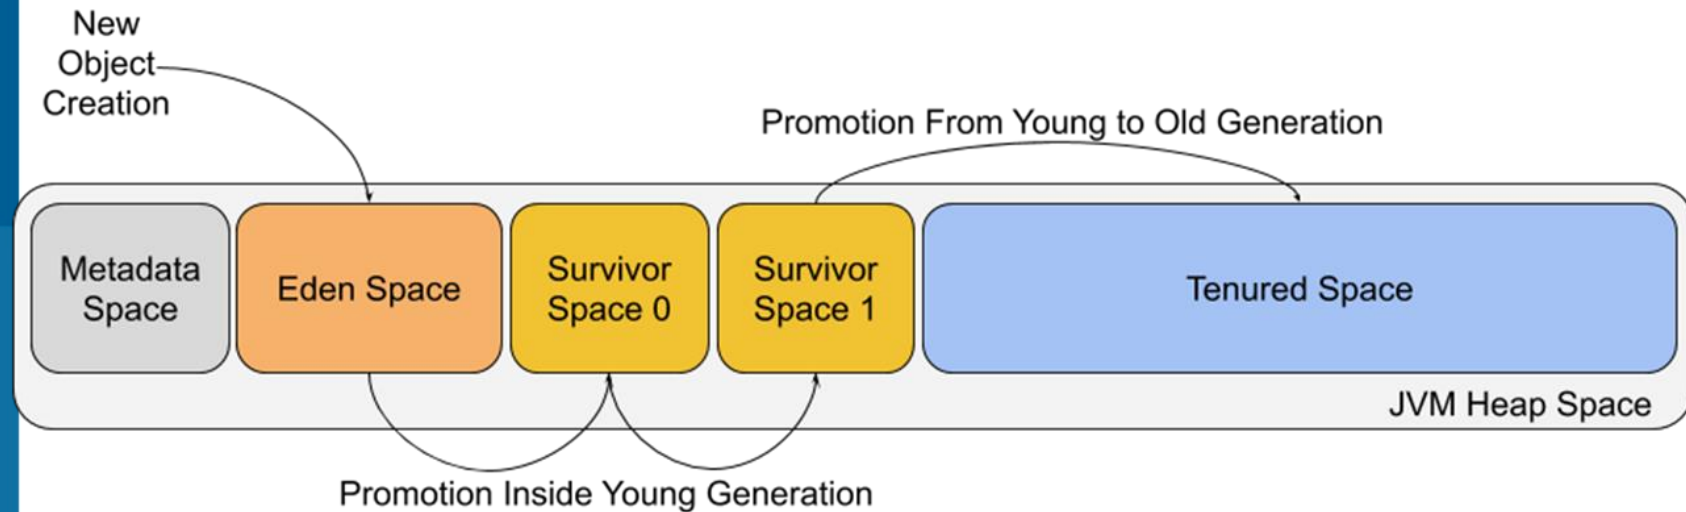 New
Object
Creation
Promotion From Young to Old Generation
Metadata
Space
Eden Space
Survivor
Space 0
Survivor
Space 1
Tenured Space
JVM Heap Space
Promotion Inside Young Generation